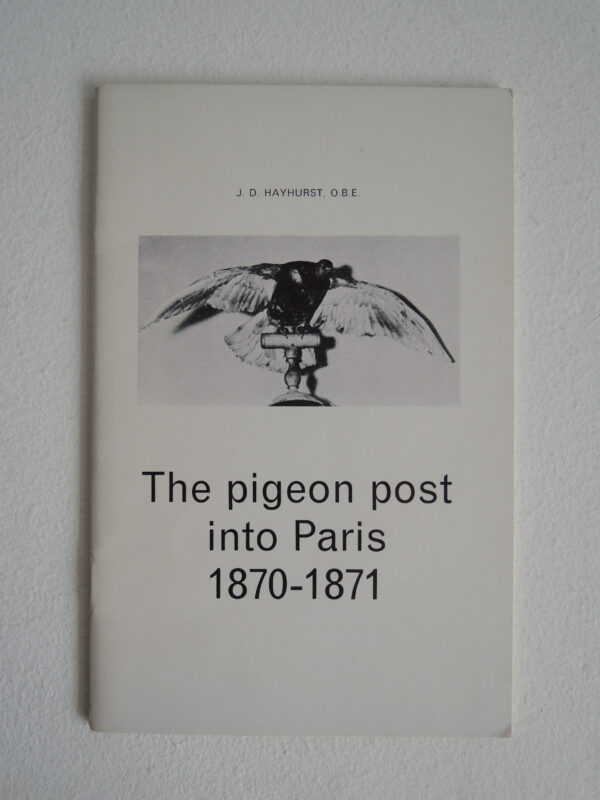 J. D. HAYHURST, O.B.E.
The pigeon post
into Paris
1870-1871